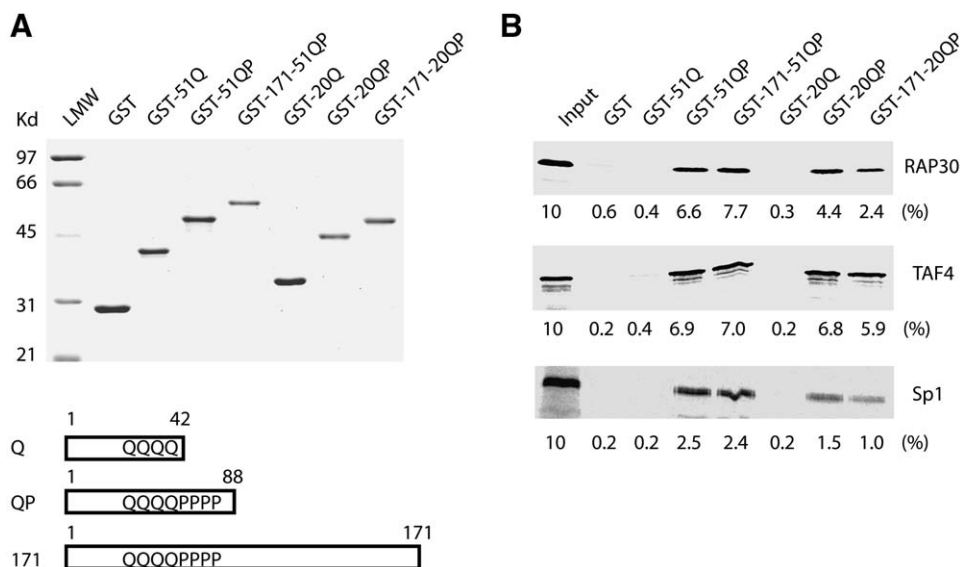 A
Kd
LMW
GST
GST-51Q
GST-51QP
GST-171-51QP
GST-20Q
GST-20QP
GST-171-20QP
97
66
45
31
21
1 42
Q QQQQ
1 88
QP QQQQPPPP
1 171
171 QQQQPPPP
B
Input
GST
GST-51Q
GST-51QP
GST-171-51QP
GST-20Q
GST-20QP
GST-171-20QP
RAP30
10 0.6 0.4 6.6 7.7 0.3 4.4 2.4 (%)
TAF4
10 0.2 0.4 6.9 7.0 0.2 6.8 5.9 (%)
Sp1
10 0.2 0.2 2.5 2.4 0.2 1.5 1.0 (%)